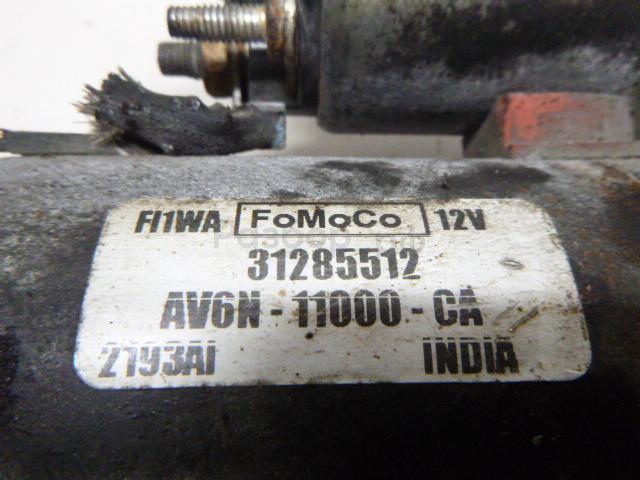 FI1WA FoMoCo 12V
31285512
AV6N - 11000 - CA
2193AI INDIA